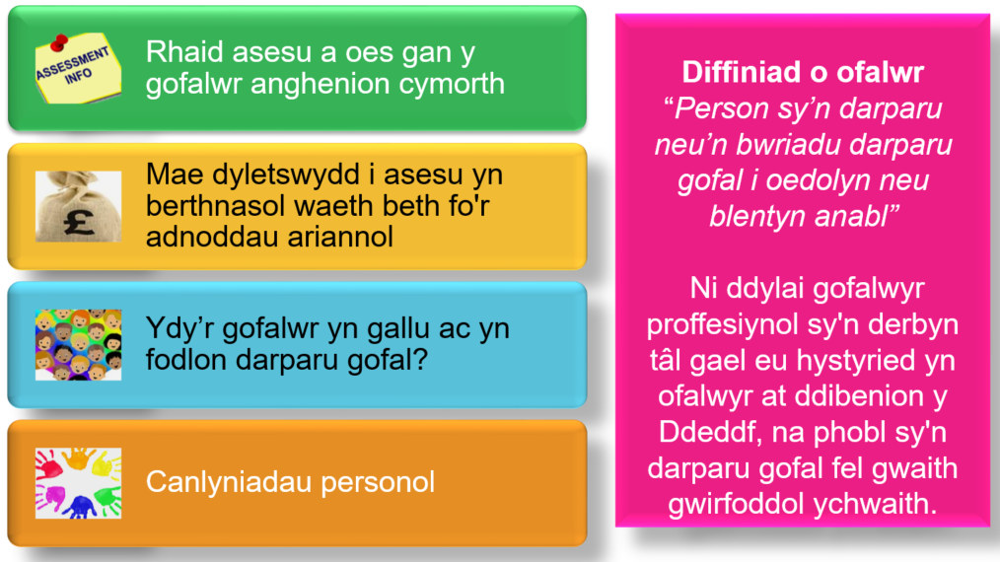 ASSESSMENT
INFO
Rhaid asesu a oes gan y
gofalwr anghenion cymorth
£
Mae dyletswydd i asesu yn
berthnasol waeth beth fo'r
adnoddau ariannol
Ydy’r gofalwr yn gallu ac yn
fodlon darparu gofal?
Canlyniadau personol
Diffiniad o ofalwr
“Person sy’n darparu
neu’n bwriadu darparu
gofal i oedolyn neu
blentyn anabl”
Ni ddylai gofalwyr
proffesiynol sy'n derbyn
tâl gael eu hystyried yn
ofalwyr at ddibenion y
Ddeddf, na phobl sy'n
darparu gofal fel gwaith
gwirfoddol ychwaith.